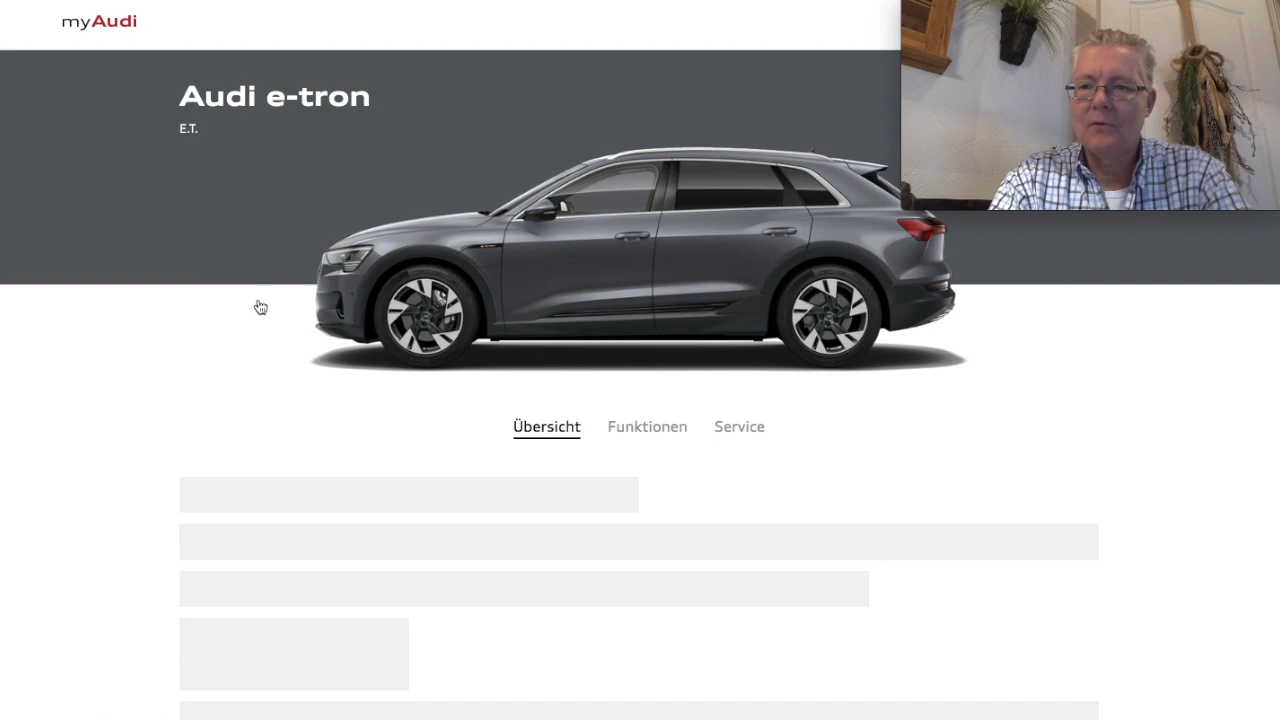 myAudi
Audi e-tron
E.T.
Übersicht
Funktionen
Service